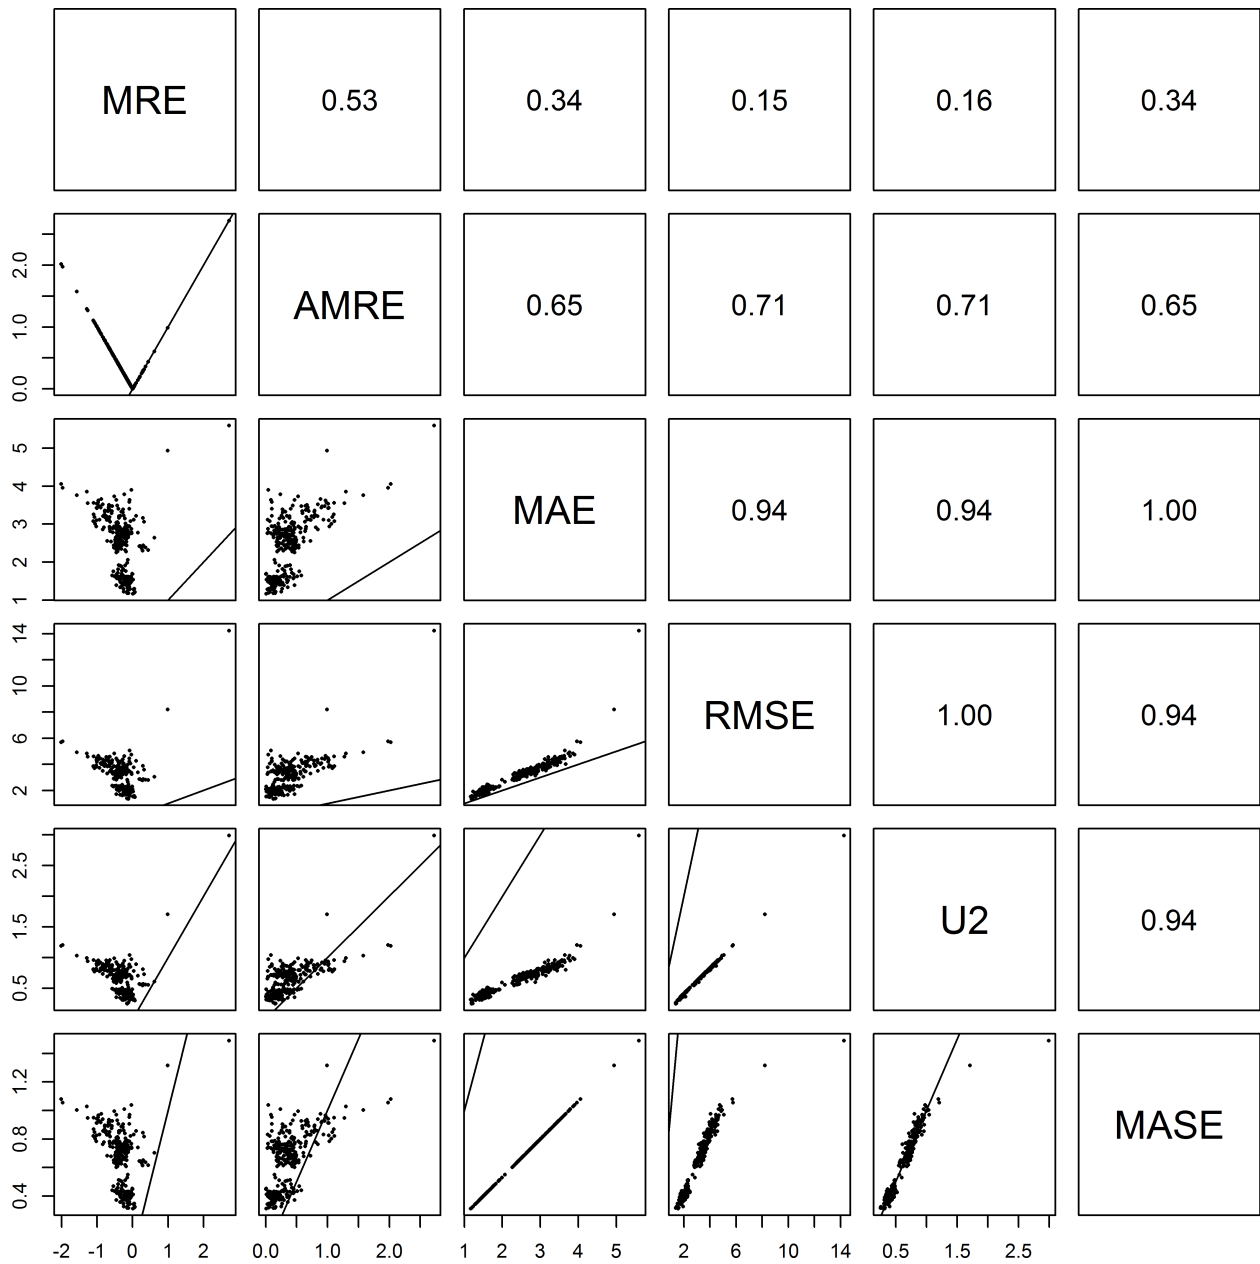 MRE 0.53 0.34 0.15 0.16 0.34
0.0 1.0 2.0 AMRE 0.65 0.71 0.71 0.65
1 2 3 4 5 MAE 0.94 0.94 1.00
2 6 10 14 RMSE 1.00 0.94
0.5 1.5 2.5 U2 0.94
0.4 0.8 1.2 MASE
-2 -1 0 1 2 0.0 1.0 2.0 1 2 3 4 5 2 6 10 14 0.5 1.5 2.5